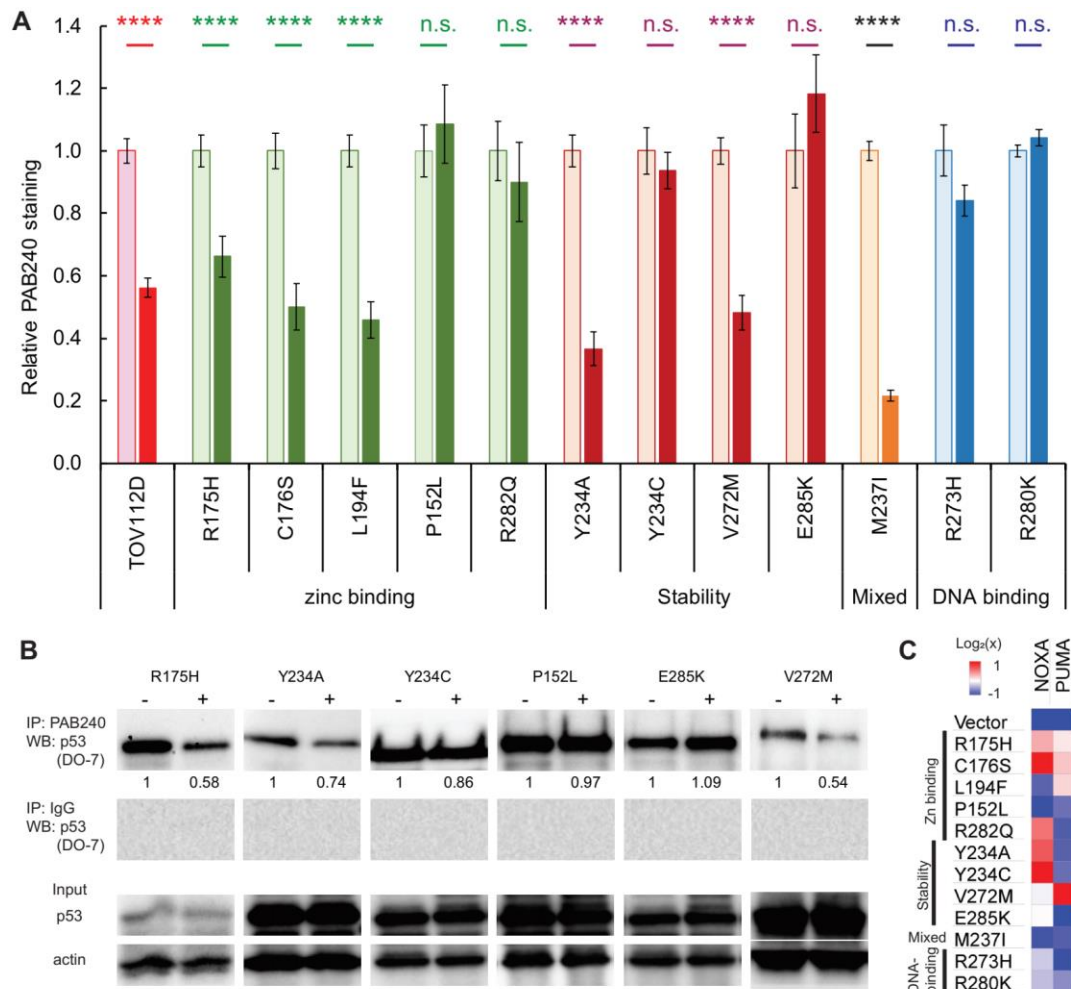 A
1.4
**** **** **** **** n.s. n.s. **** n.s. **** n.s. **** n.s. n.s.
1.2
1.0
0.8
0.6
0.4
0.2
0.0
Relative PAB240 staining
TOV112D R175H C176S L194F P152L R282Q Y234A Y234C V272M E285K M237I R273H R280K
zinc binding Stability Mixed DNA binding
B
R175H Y234A Y234C P152L E285K V272M
- + - + - + - + - + - +
IP: PAB240
WB: p53
(DO-7)
1 0.58 1 0.74 1 0.86 1 0.97 1 1.09 1 0.54
IP: IgG
WB: p53
(DO-7)
Input
p53
actin
C
Log₂(x)
1
-1
NOXA PUMA
Vector
Zn binding
R175H
C176S
L194F
P152L
R282Q
Stability
Y234A
Y234C
V272M
E285K
Mixed M237I
DNA-
binding
R273H
R280K